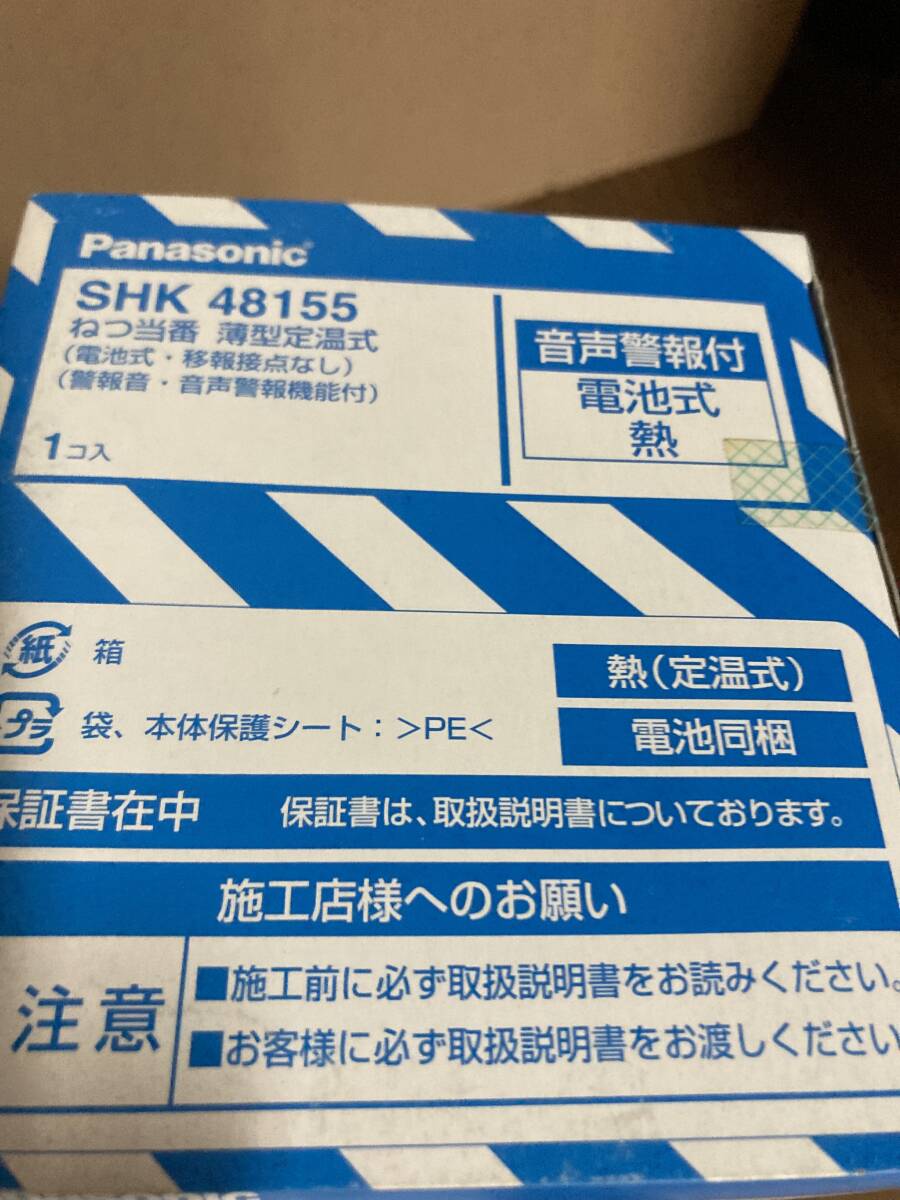 Panasonic
SHK 48155
ねつ当番 薄型定温式
(電池式・移報接点なし)
(警報音・音声警報機能付)
1コ入
音声警報付
電池式
熱
紙 箱
プラ 袋、本体保護シート：>PE<
熱(定温式)
電池同梱
保証書在中 保証書は、取扱説明書についております。
施工店様へのお願い
注意
■施工前に必ず取扱説明書をお読みください。
■お客様に必ず取扱説明書をお渡しください
Panasonic